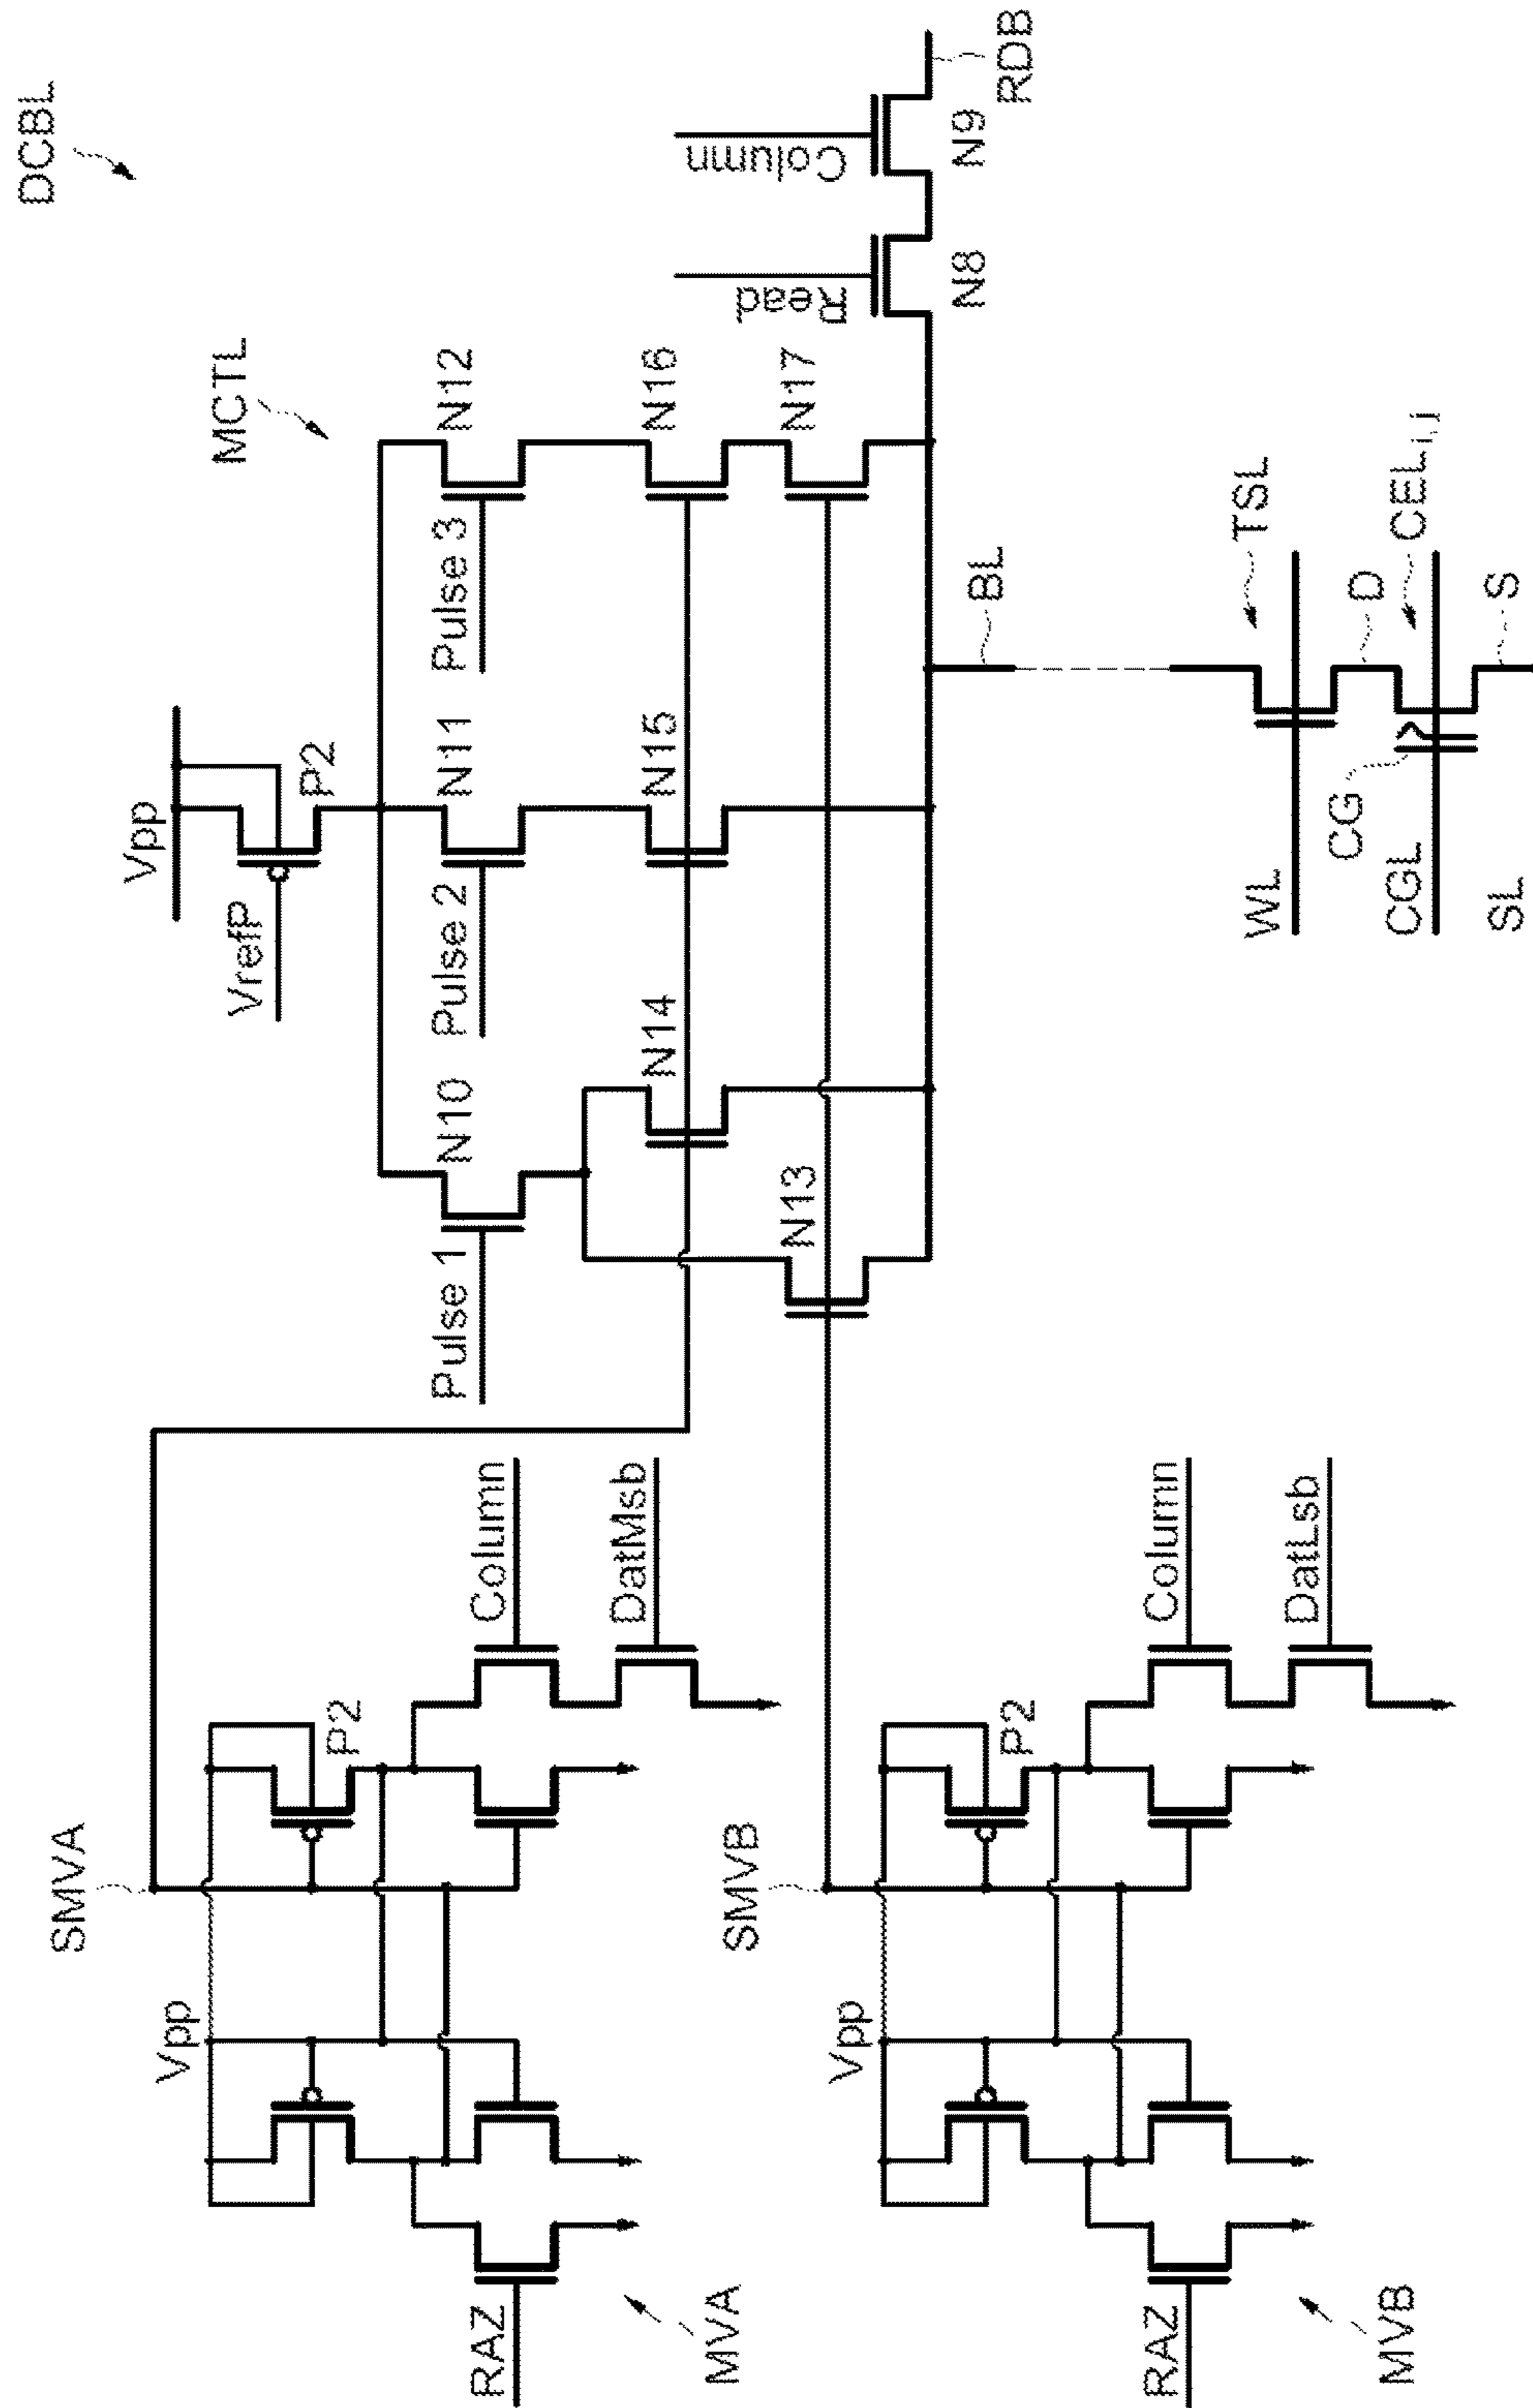 DCBL
MCTL
Vpp
VrefP
P2
Pulse 1
N10
Pulse 2
N11
Pulse 3
N12
N13
N14
N15
N16
N17
Read
N8
Column
N9
RDB
BL
TSL
WL
D
CG
CGL
CELi,j
SL
S
SMVA
Vpp
P2
Column
DatMsb
RAZ
MVA
SMVB
Vpp
P2
Column
DatLsb
RAZ
MVB